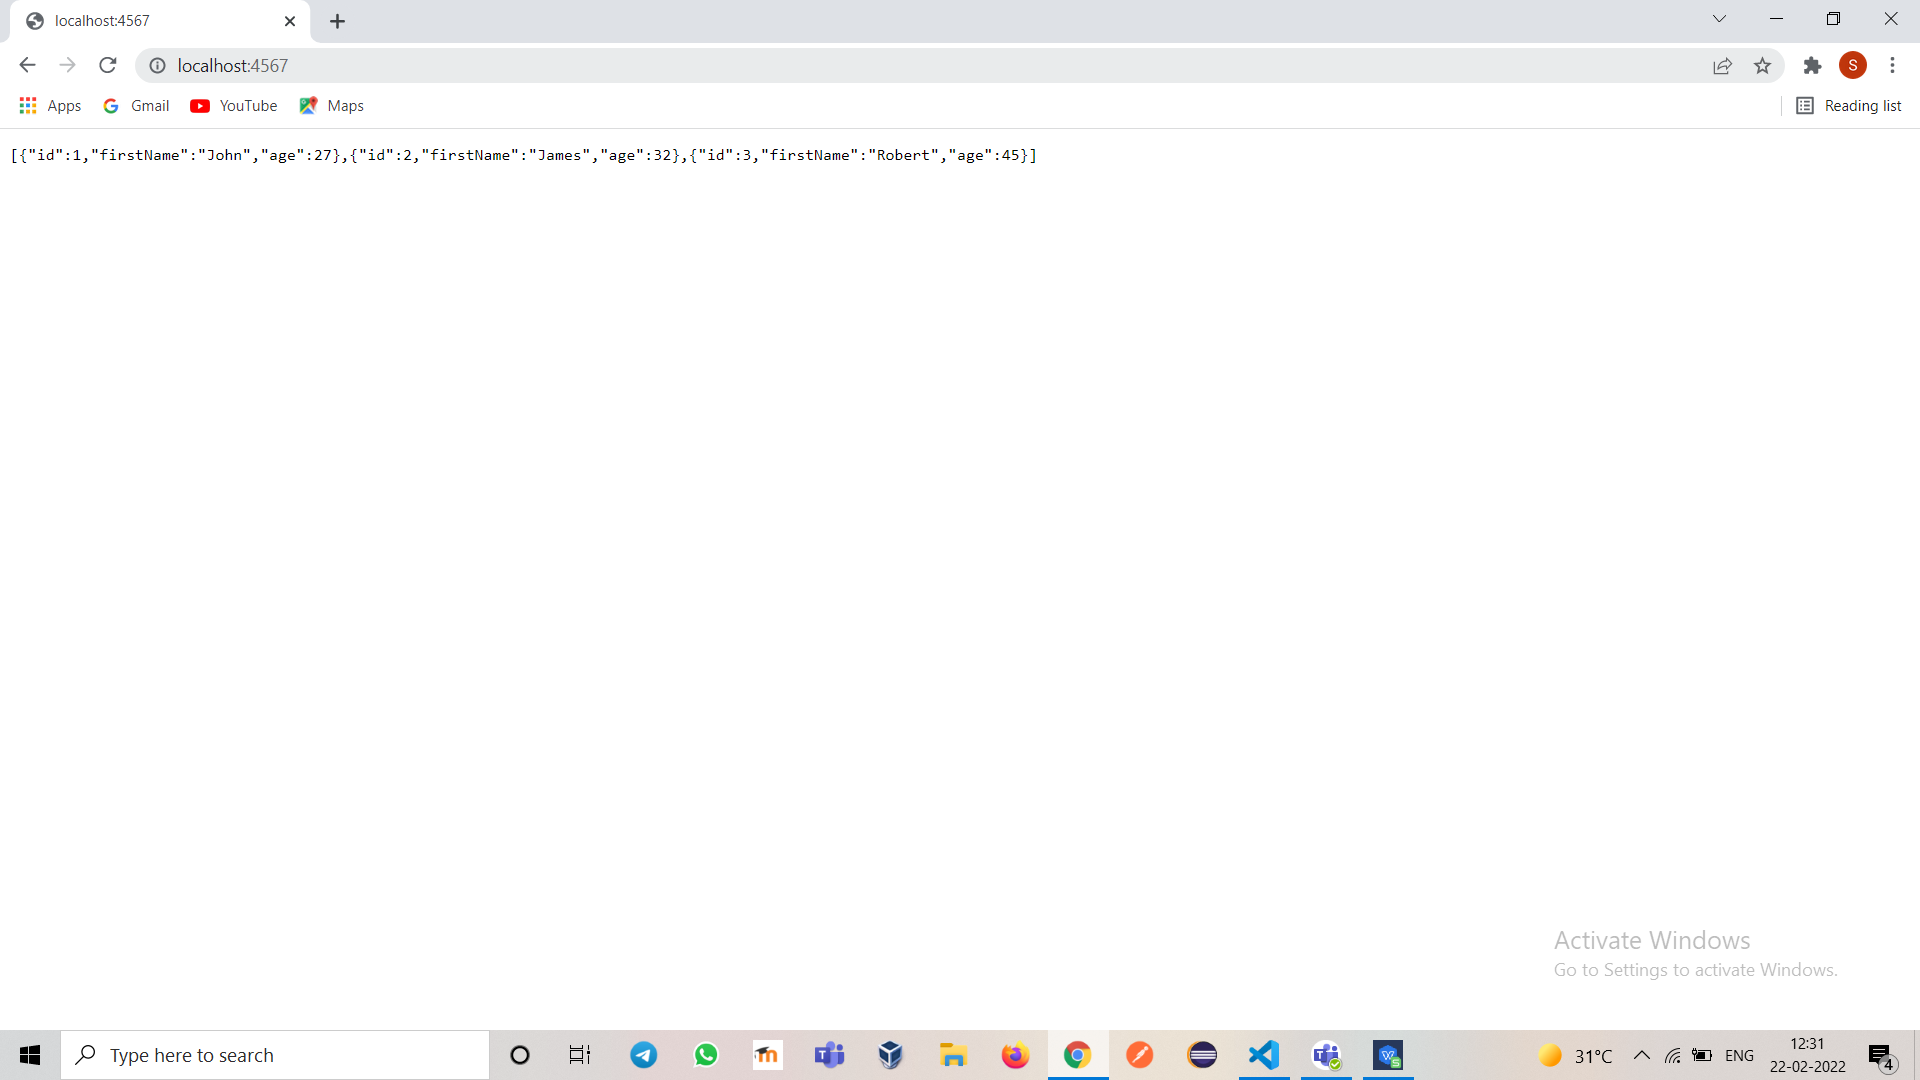 localhost:4567
localhost:4567
S
Apps Gmail YouTube Maps Reading list
[{"id":1,"firstName":"John","age":27},{"id":2,"firstName":"James","age":32},{"id":3,"firstName":"Robert","age":45}]
Activate Windows
Go to Settings to activate Windows.
Type here to search
31°C ENG
12:31
22-02-2022
4